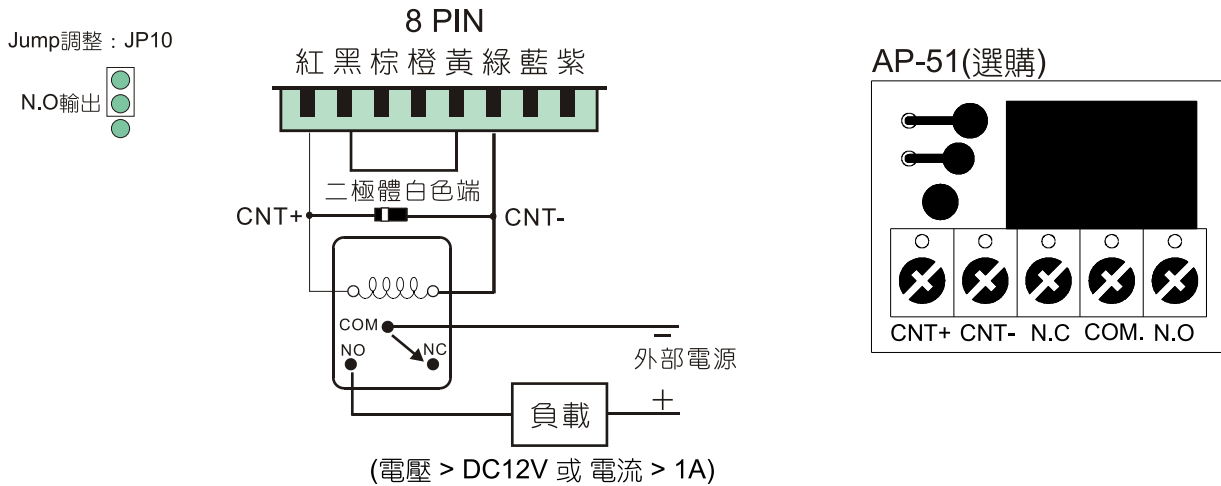 Jump調整：JP10
N.O輸出
8 PIN
紅黑棕橙黃綠藍紫
二極體白色端
CNT+
CNT-
COM
NO
NC
−
外部電源
+
負載
(電壓 > DC12V 或 電流 > 1A)
AP-51(選購)
CNT+ CNT- N.C COM. N.O